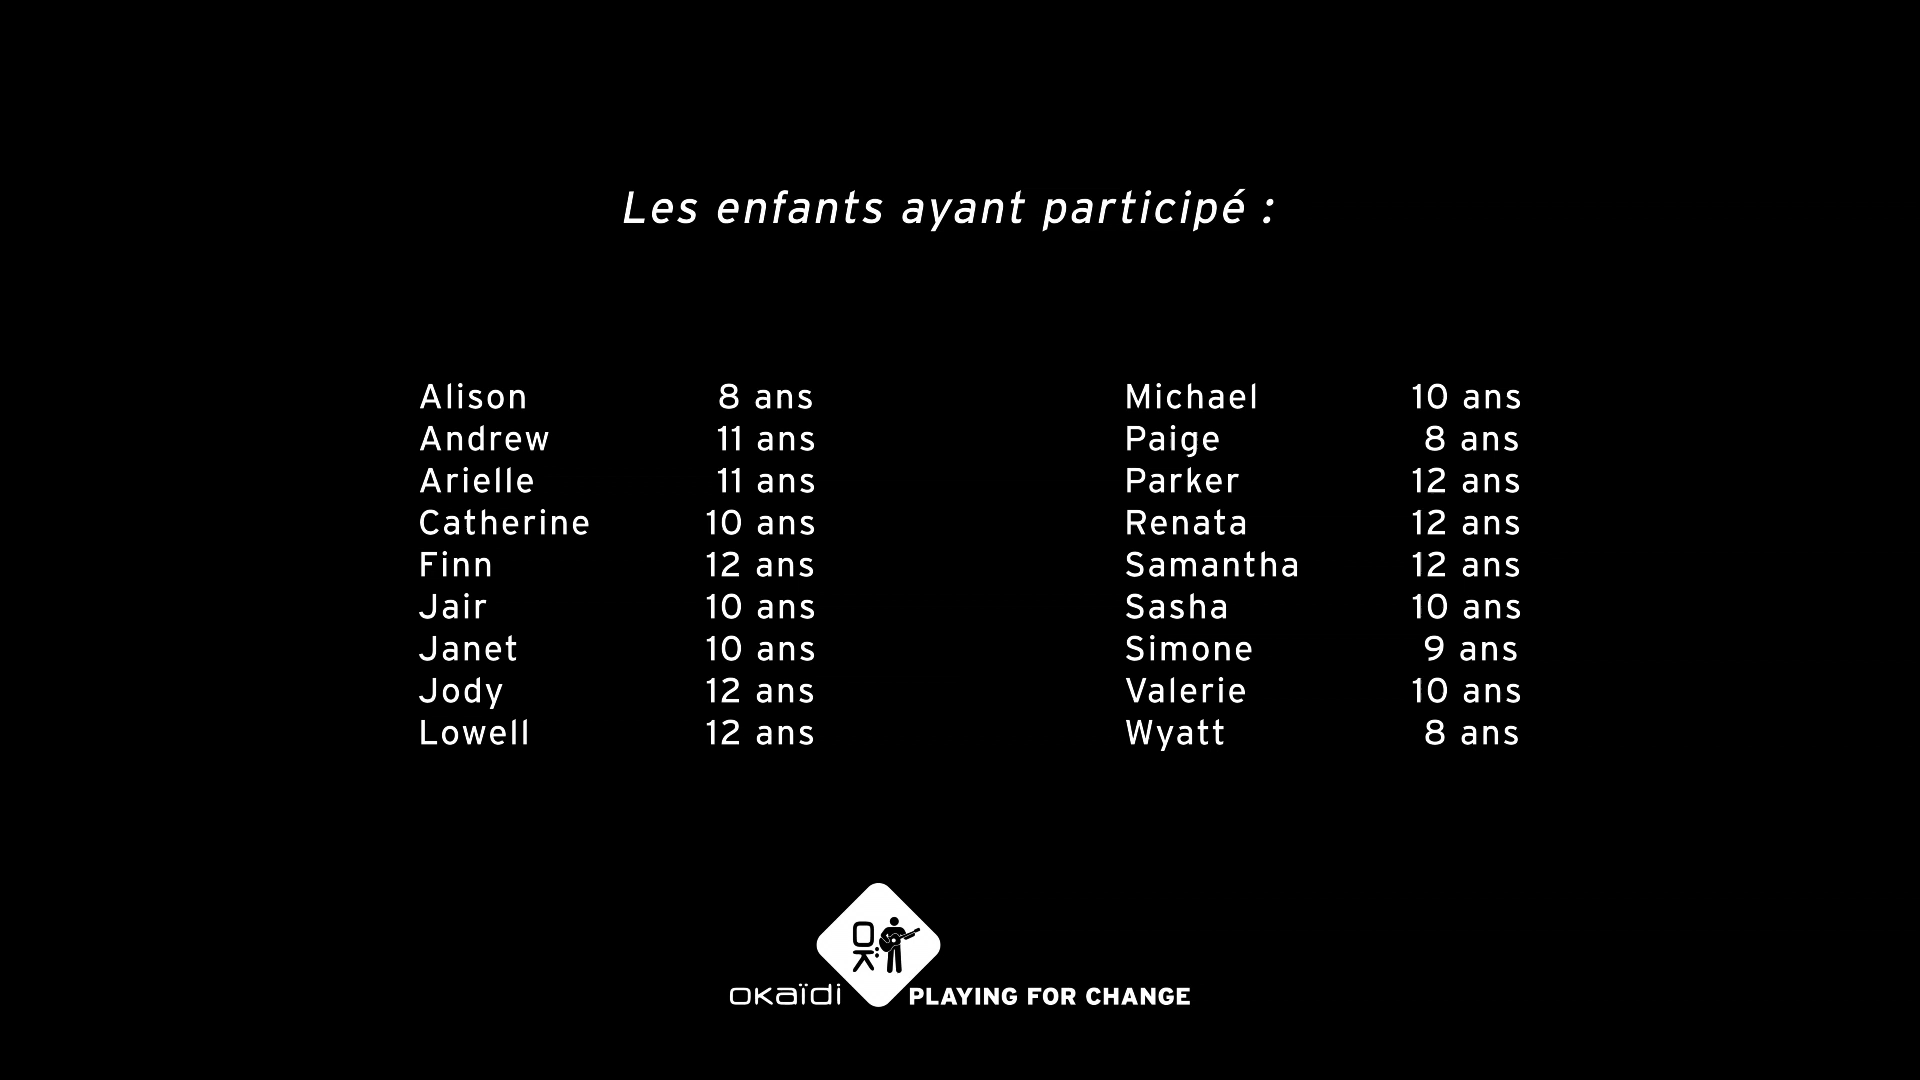 Les enfants ayant participé :
Alison 8 ans
Andrew 11 ans
Arielle 11 ans
Catherine 10 ans
Finn 12 ans
Jair 10 ans
Janet 10 ans
Jody 12 ans
Lowell 12 ans
Michael 10 ans
Paige 8 ans
Parker 12 ans
Renata 12 ans
Samantha 12 ans
Sasha 10 ans
Simone 9 ans
Valerie 10 ans
Wyatt 8 ans
okaïdi PLAYING FOR CHANGE